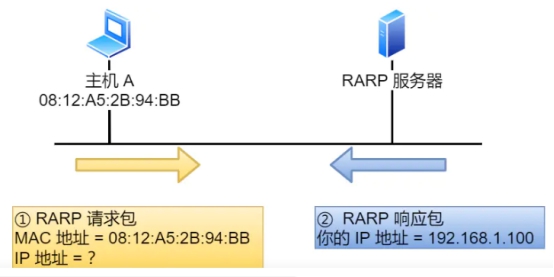 主机 A
08:12:A5:2B:94:BB
RARP 服务器
① RARP 请求包
MAC 地址 = 08:12:A5:2B:94:BB
IP 地址 = ？
② RARP 响应包
你的 IP 地址 = 192.168.1.100